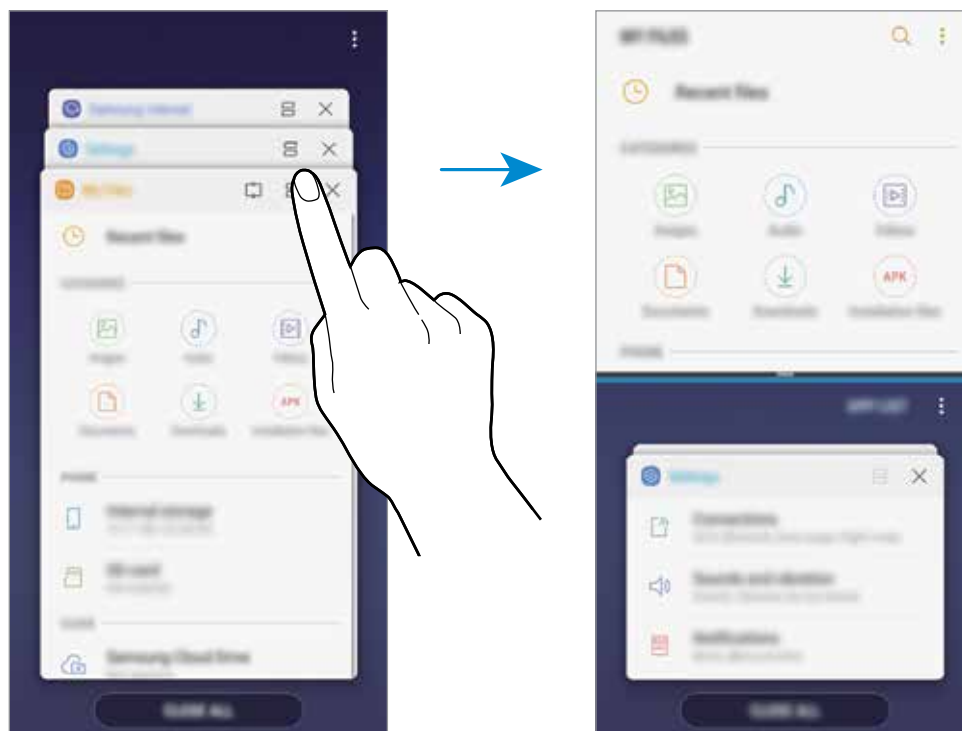 Samsung Internet
Settings
My Files
Recent files
CATEGORIES
Images Audio Videos
APK
Documents Downloads Installation files
PHONE
Internal storage
SD card
CLOUD
Samsung Cloud Drive
CLOSE ALL
MY FILES
Recent files
CATEGORIES
Images Audio Videos
APK
Documents Downloads Installation files
PHONE
APP LIST
Settings
Connections
Sounds and vibration
Notifications
CLOSE ALL